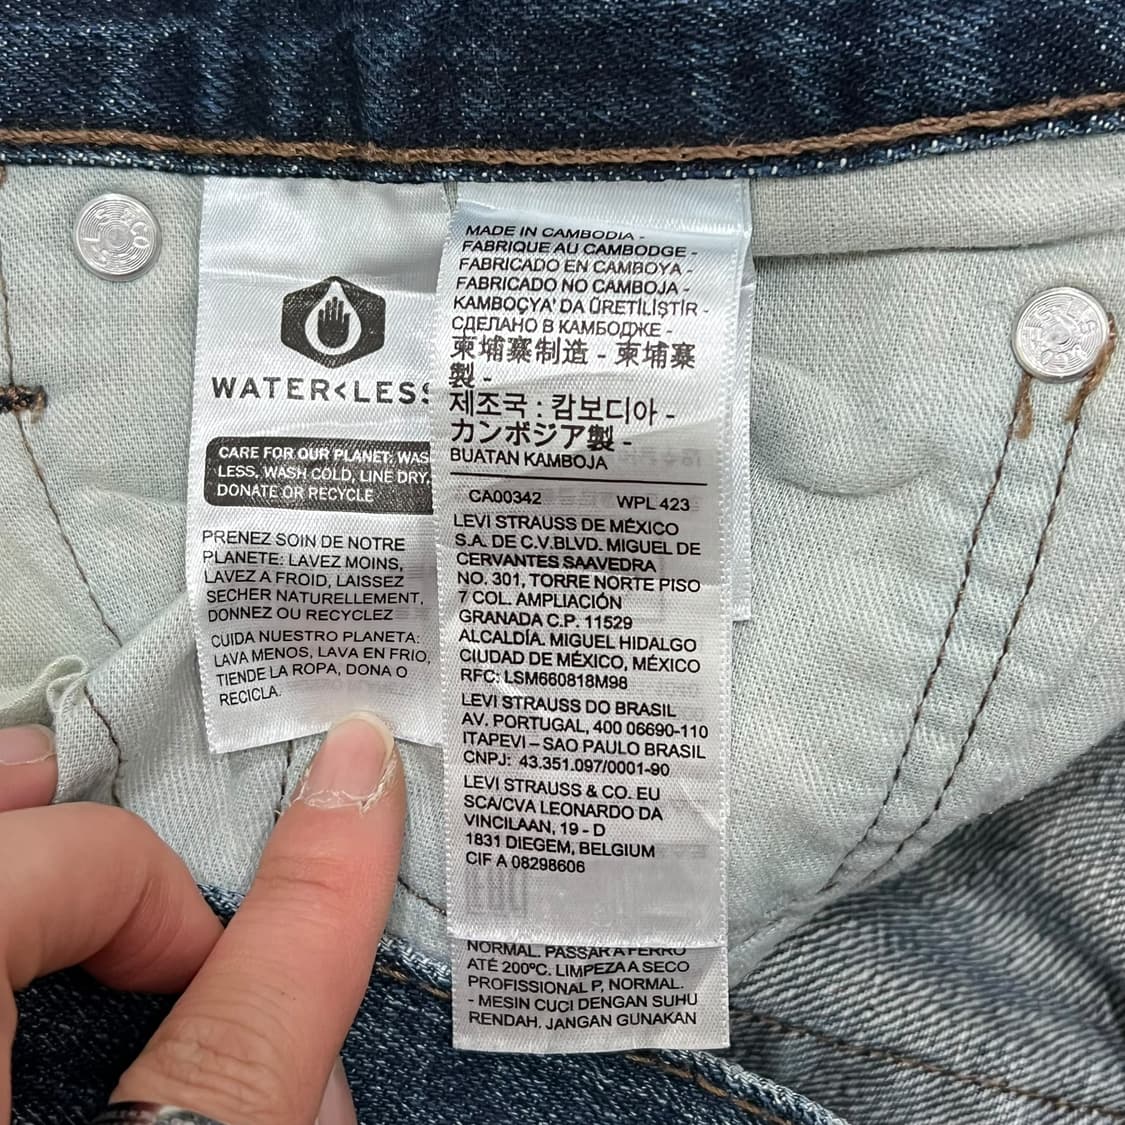 WATER<LESS
CARE FOR OUR PLANET: WAS
LESS, WASH COLD, LINE DRY,
DONATE OR RECYCLE
PRENEZ SOIN DE NOTRE
PLANETE: LAVEZ MOINS,
LAVEZ A FROID, LAISSEZ
SECHER NATURELLEMENT,
DONNEZ OU RECYCLEZ
CUIDA NUESTRO PLANETA:
LAVA MENOS, LAVA EN FRIO,
TIENDE LA ROPA, DONA O
RECICLA.
MADE IN CAMBODIA -
FABRIQUE AU CAMBODGE -
FABRICADO EN CAMBOYA -
FABRICADO NO CAMBOJA -
KAMBOÇYA' DA ÜRETİLİŞTİR -
СДЕЛАНО В КАМБОДЖЕ -
柬埔寨制造 - 柬埔寨
製 -
제조국 : 캄보디아 -
カンボジア製 -
BUATAN KAMBOJA
CA00342 WPL 423
LEVI STRAUSS DE MÉXICO
S.A. DE C.V.BLVD. MIGUEL DE
CERVANTES SAAVEDRA
NO. 301, TORRE NORTE PISO
7 COL. AMPLIACIÓN
GRANADA C.P. 11529
ALCALDÍA. MIGUEL HIDALGO
CIUDAD DE MÉXICO, MÉXICO
RFC: LSM660818M98
LEVI STRAUSS DO BRASIL
AV. PORTUGAL, 400 06690-110
ITAPEVI – SAO PAULO BRASIL
CNPJ: 43.351.097/0001-90
LEVI STRAUSS & CO. EU
SCA/CVA LEONARDO DA
VINCILAAN, 19 - D
1831 DIEGEM, BELGIUM
CIF A 08298606
NORMAL. PASSAR A FERRO
ATÉ 200ºC. LIMPEZA A SECO
PROFISSIONAL P, NORMAL.
- MESIN CUCI DENGAN SUHU
RENDAH. JANGAN GUNAKAN